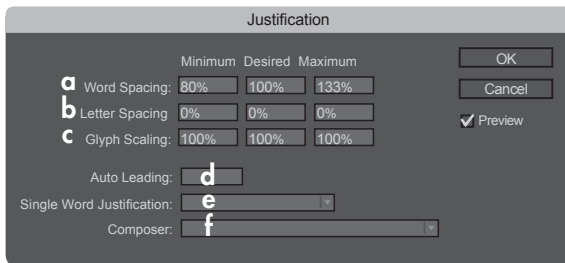 Justification
Minimum Desired Maximum
a Word Spacing: 80% 100% 133%
b Letter Spacing 0% 0% 0%
c Glyph Scaling: 100% 100% 100%
Auto Leading: d
Single Word Justification: e
Composer: f
OK
Cancel
Preview